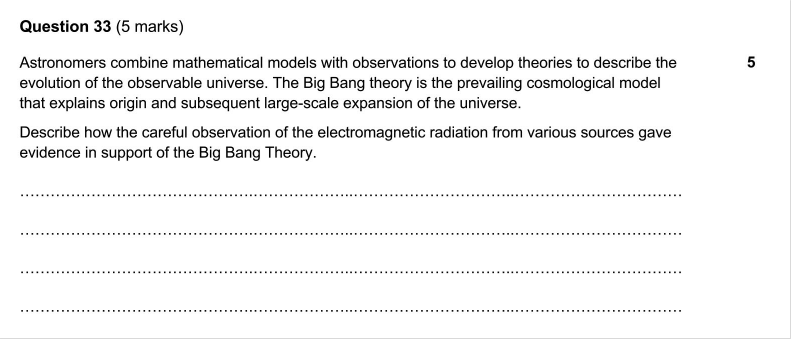 Question 33 (5 marks)
Astronomers combine mathematical models with observations to develop theories to describe the 5
evolution of the observable universe. The Big Bang theory is the prevailing cosmological model
that explains origin and subsequent large-scale expansion of the universe.
Describe how the careful observation of the electromagnetic radiation from various sources gave
evidence in support of the Big Bang Theory.